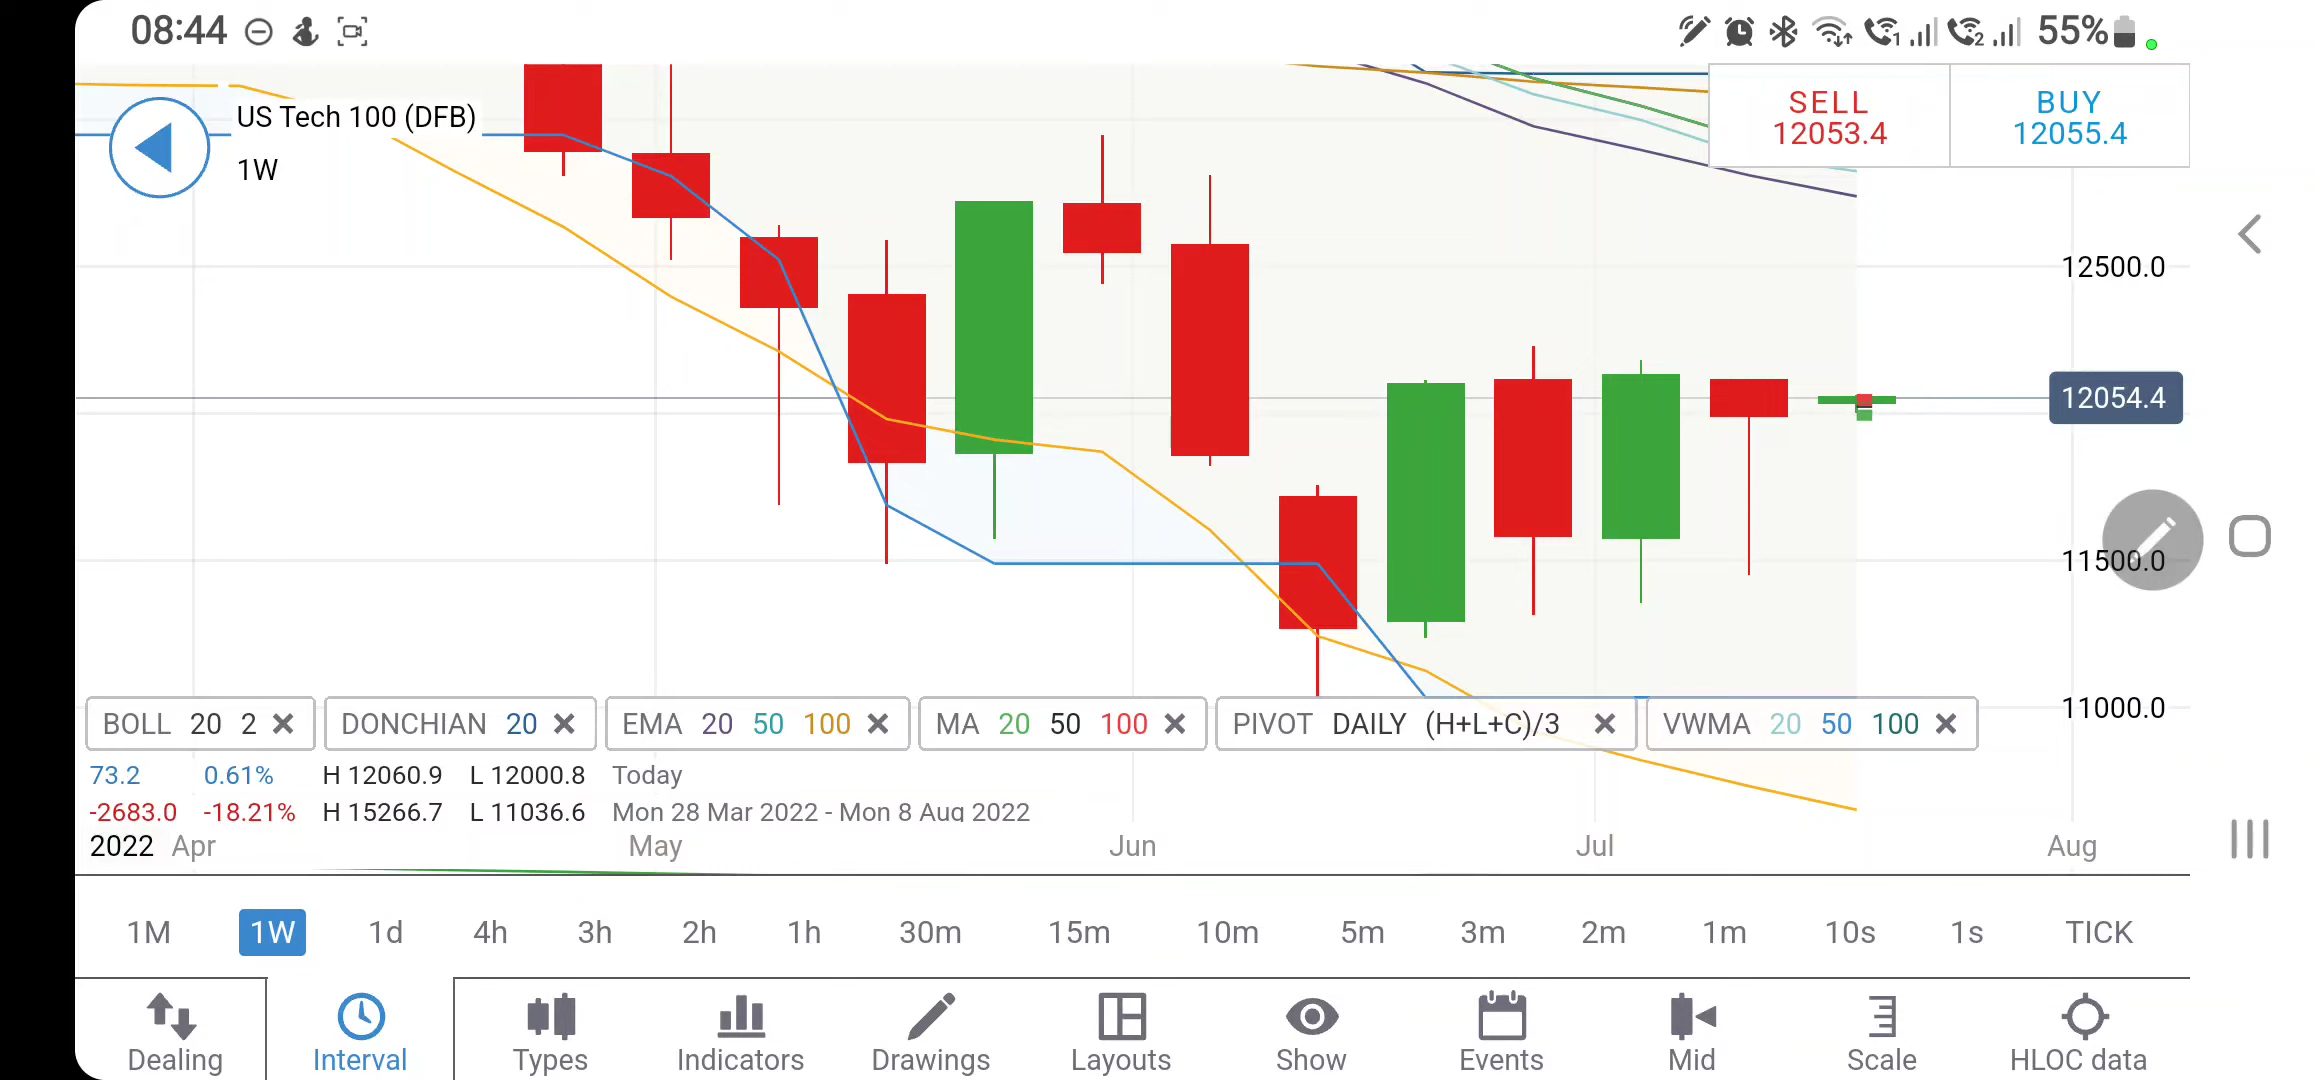 08:44
1
2
55%
US Tech 100 (DFB)
1W
SELL
12053.4
BUY
12055.4
12500.0
12054.4
11500.0
11000.0
BOLL 20 2
DONCHIAN 20
EMA 20 50 100
MA 20 50 100
PIVOT DAILY (H+L+C)/3
VWMA 20 50 100
73.2 0.61% H 12060.9 L 12000.8 Today
-2683.0 -18.21% H 15266.7 L 11036.6 Mon 28 Mar 2022 - Mon 8 Aug 2022
2022 Apr May Jun Jul Aug
1M 1W 1d 4h 3h 2h 1h 30m 15m 10m 5m 3m 2m 1m 10s 1s TICK
Dealing Interval Types Indicators Drawings Layouts Show Events Mid Scale HLOC data